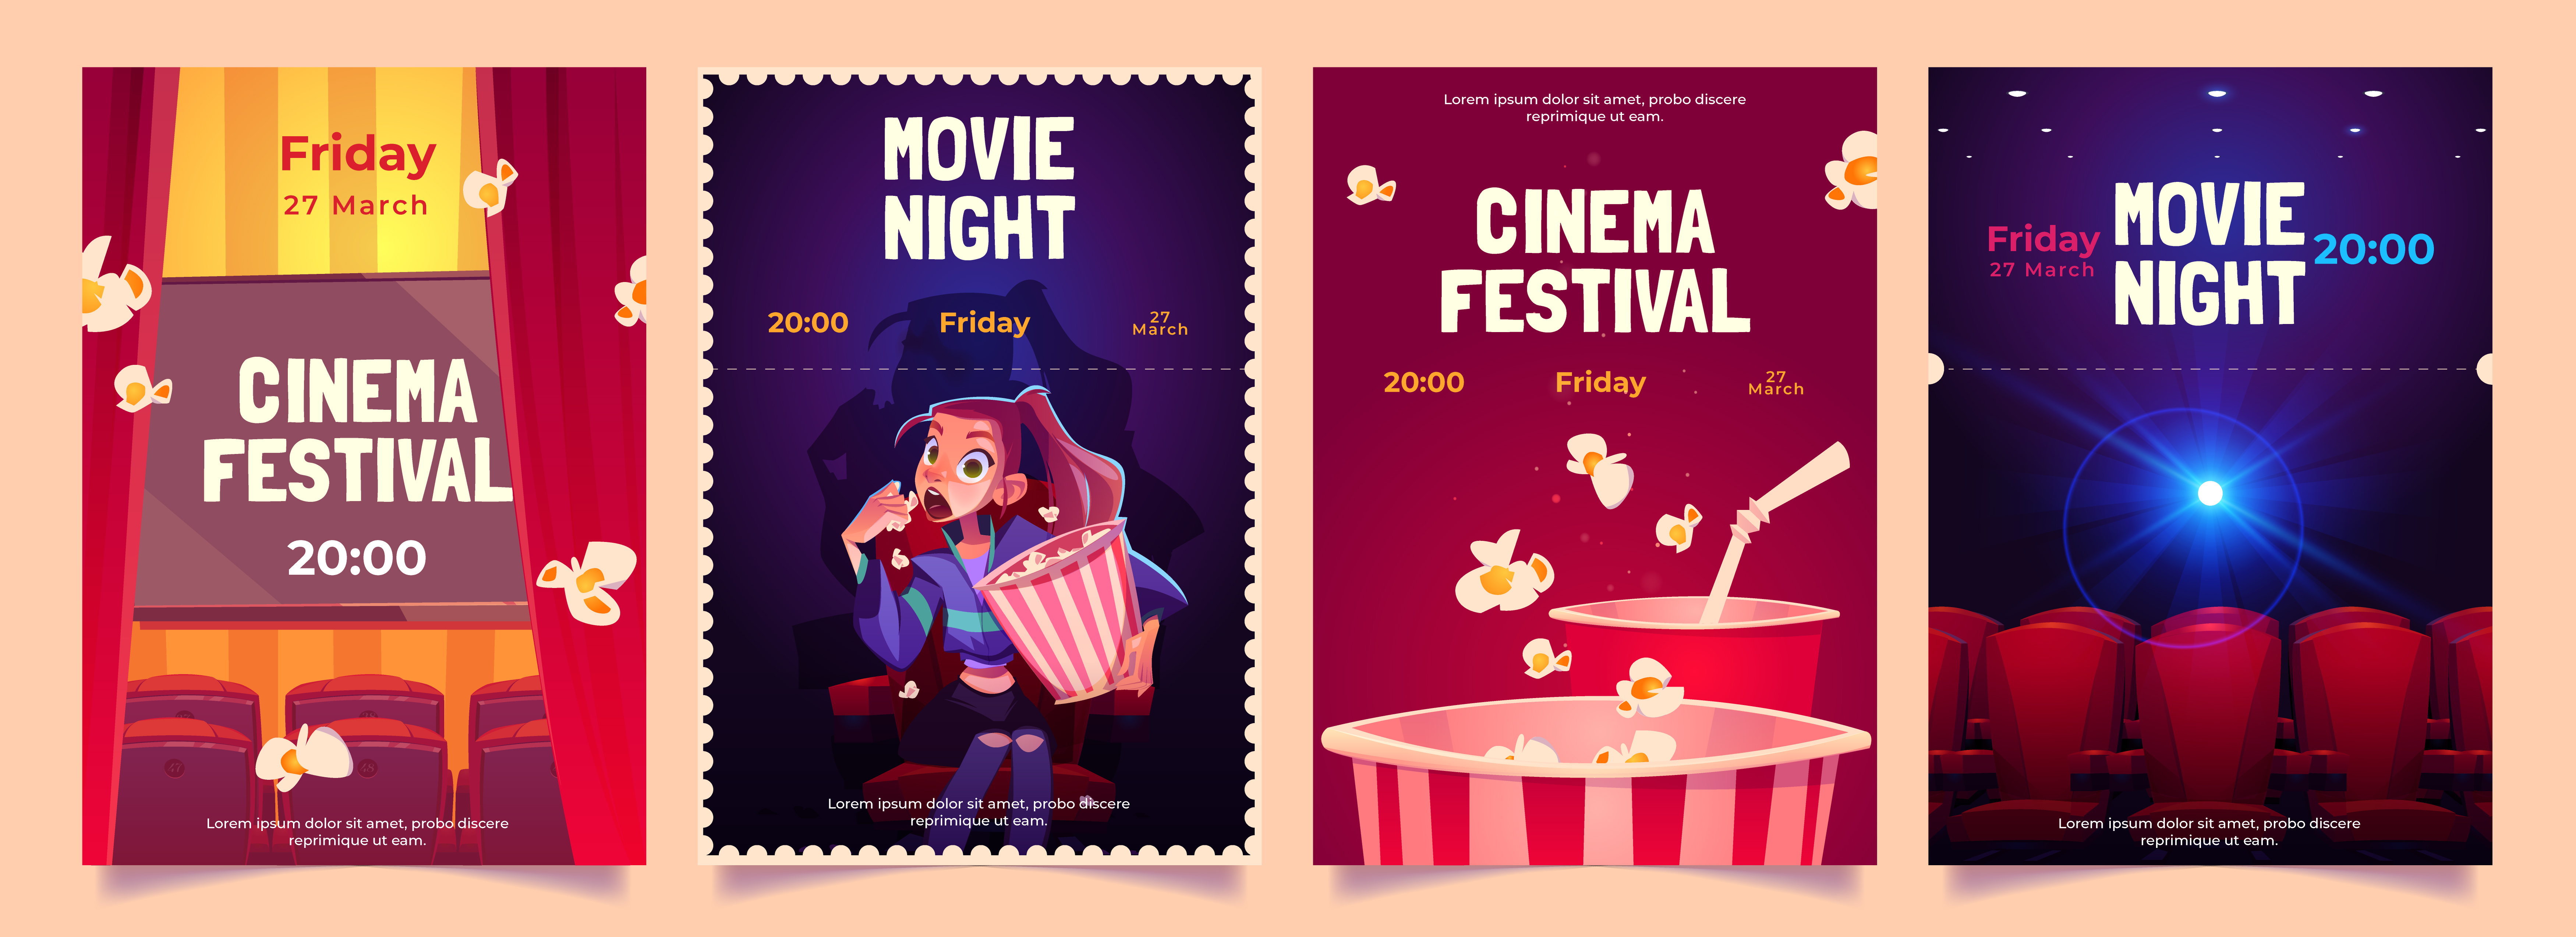 Friday
27 March
CINEMA
FESTIVAL
20:00
47 48
Lorem ipsum dolor sit amet, probo discere
reprimique ut eam.
MOVIE
NIGHT
20:00 Friday 27
March
Lorem ipsum dolor sit amet, probo discere
reprimique ut eam.
Lorem ipsum dolor sit amet, probo discere
reprimique ut eam.
CINEMA
FESTIVAL
20:00 Friday 27
March
MOVIE
NIGHT
Friday
27 March
20:00
Lorem ipsum dolor sit amet, probo discere
reprimique ut eam.